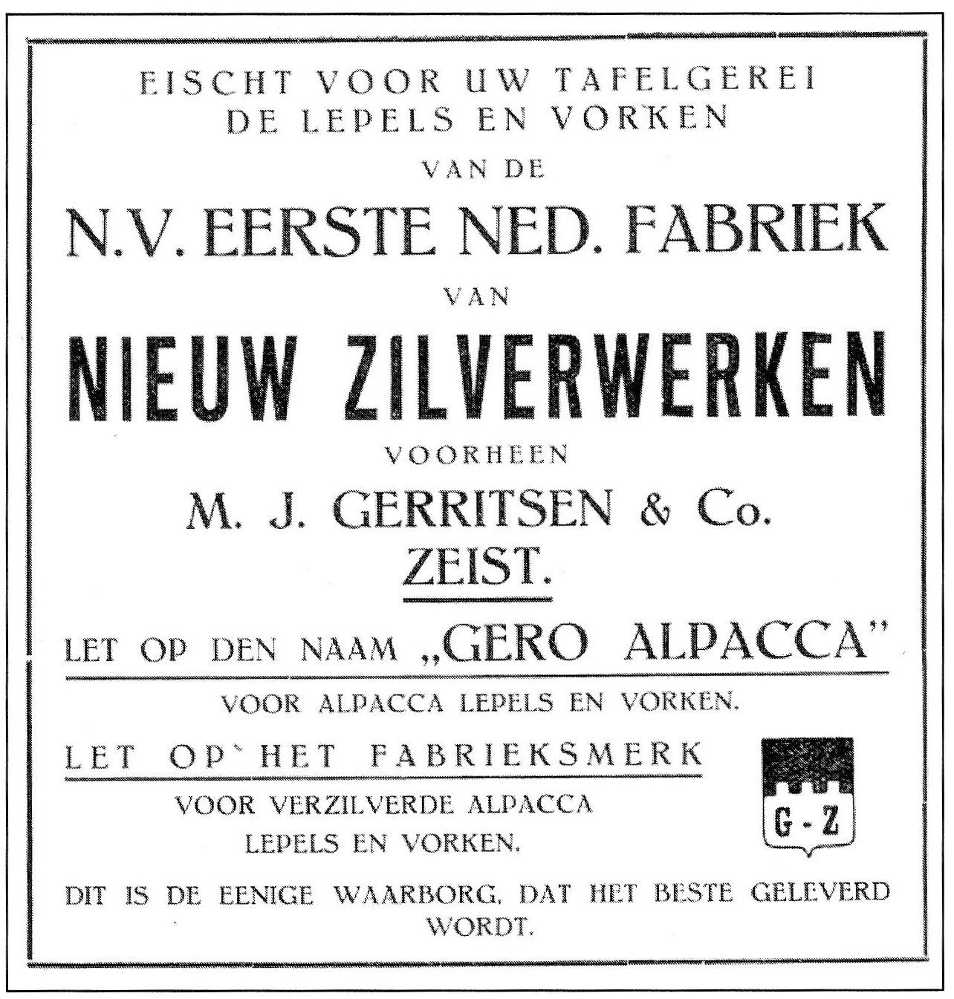 EISCHT VOOR UW TAFELGEREI
DE LEPELS EN VORKEN
VAN DE
N.V. EERSTE NED. FABRIEK
VAN
NIEUW ZILVERWERKEN
VOORHEEN
M. J. GERRITSEN & Co.
ZEIST.
LET OP DEN NAAM „GERO ALPACCA”
VOOR ALPACCA LEPELS EN VORKEN.
LET OP HET FABRIEKSMERK
VOOR VERZILVERDE ALPACCA
LEPELS EN VORKEN.
G - Z
DIT IS DE EENIGE WAARBORG, DAT HET BESTE GELEVERD
WORDT.